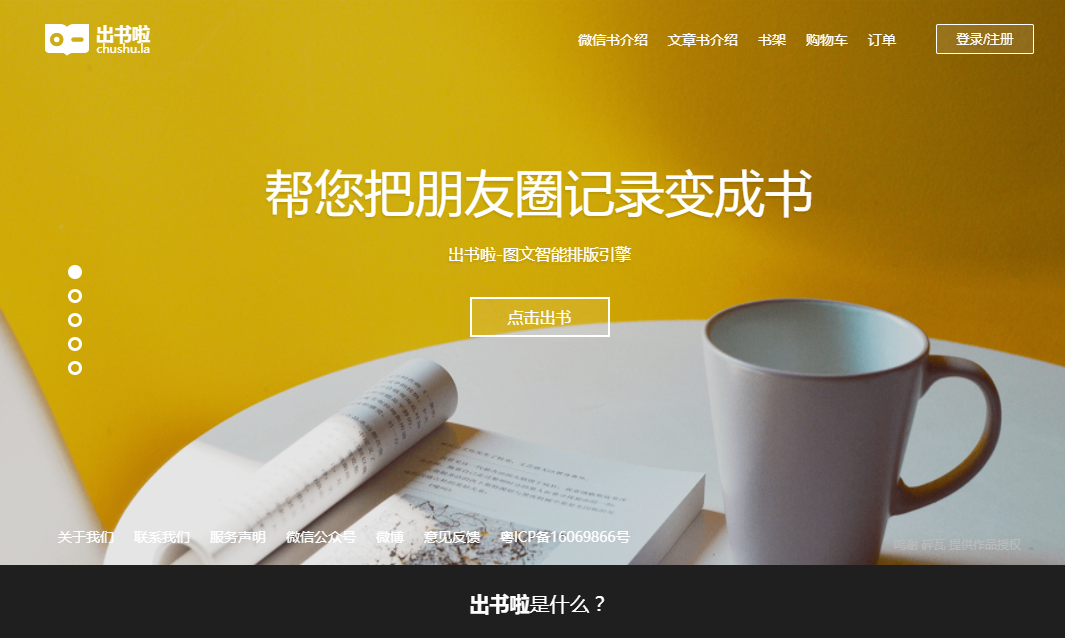 出书啦
chushu.la
微信书介绍 文章书介绍 书架 购物车 订单 登录/注册
帮您把朋友圈记录变成书
出书啦-图文智能排版引擎
点击出书
关于我们 联系我们 服务声明 微信公众号 微博 意见反馈 粤ICP备16069866号
提供作品授权
出书啦是什么？